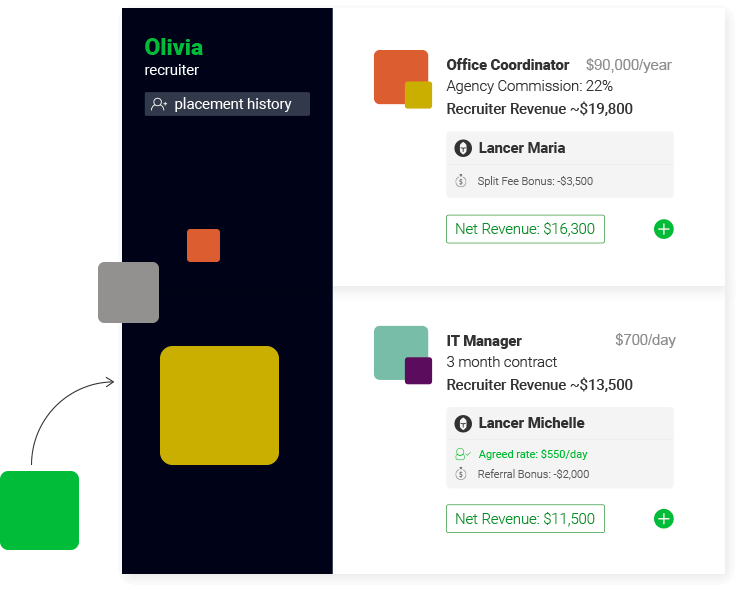 Olivia
recruiter
placement history
Office Coordinator $90,000/year
Agency Commission: 22%
Recruiter Revenue ~$19,800
Lancer Maria
Split Fee Bonus: -$3,500
Net Revenue: $16,300
IT Manager $700/day
3 month contract
Recruiter Revenue ~$13,500
Lancer Michelle
Agreed rate: $550/day
Referral Bonus: -$2,000
Net Revenue: $11,500